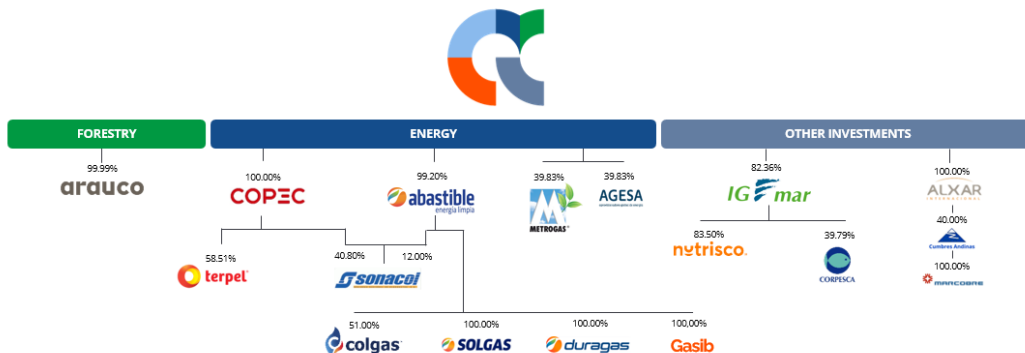 FORESTRY
ENERGY
OTHER INVESTMENTS
99.99%
arauco
100.00%
COPEC
99.20%
abastible
energía limpia
39.83%
METROGAS
39.83%
AGESA
82.36%
IG mar
100.00%
ALXAR
INTERNACIONAL
58.51%
terpel
40.80%
12.00%
sonacol
83.50%
nutrisco
39.79%
CORPESCA
40.00%
Cumbres Andinas
100.00%
MARCOBRE
51.00%
colgas
100.00%
SOLGAS
100.00%
duragas
100,00%
Gasib